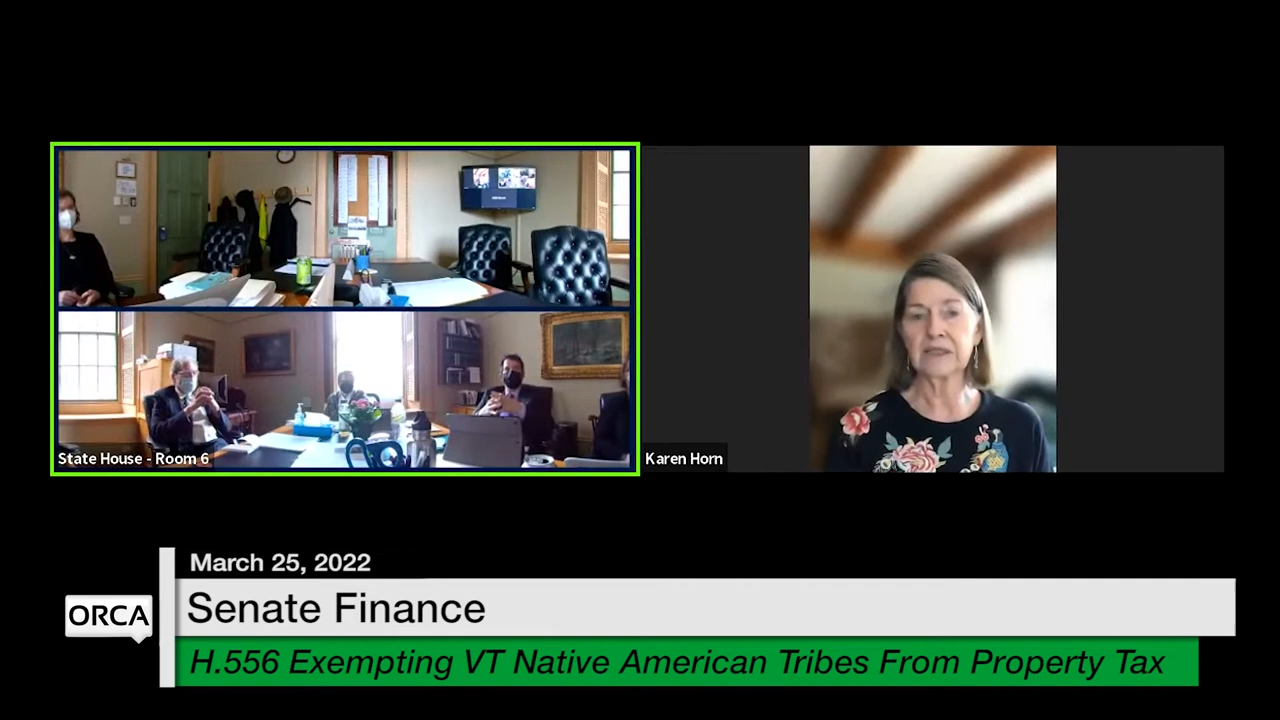 State House - Room 6
Karen Horn
March 25, 2022
ORCA
Senate Finance
H.556 Exempting VT Native American Tribes From Property Tax